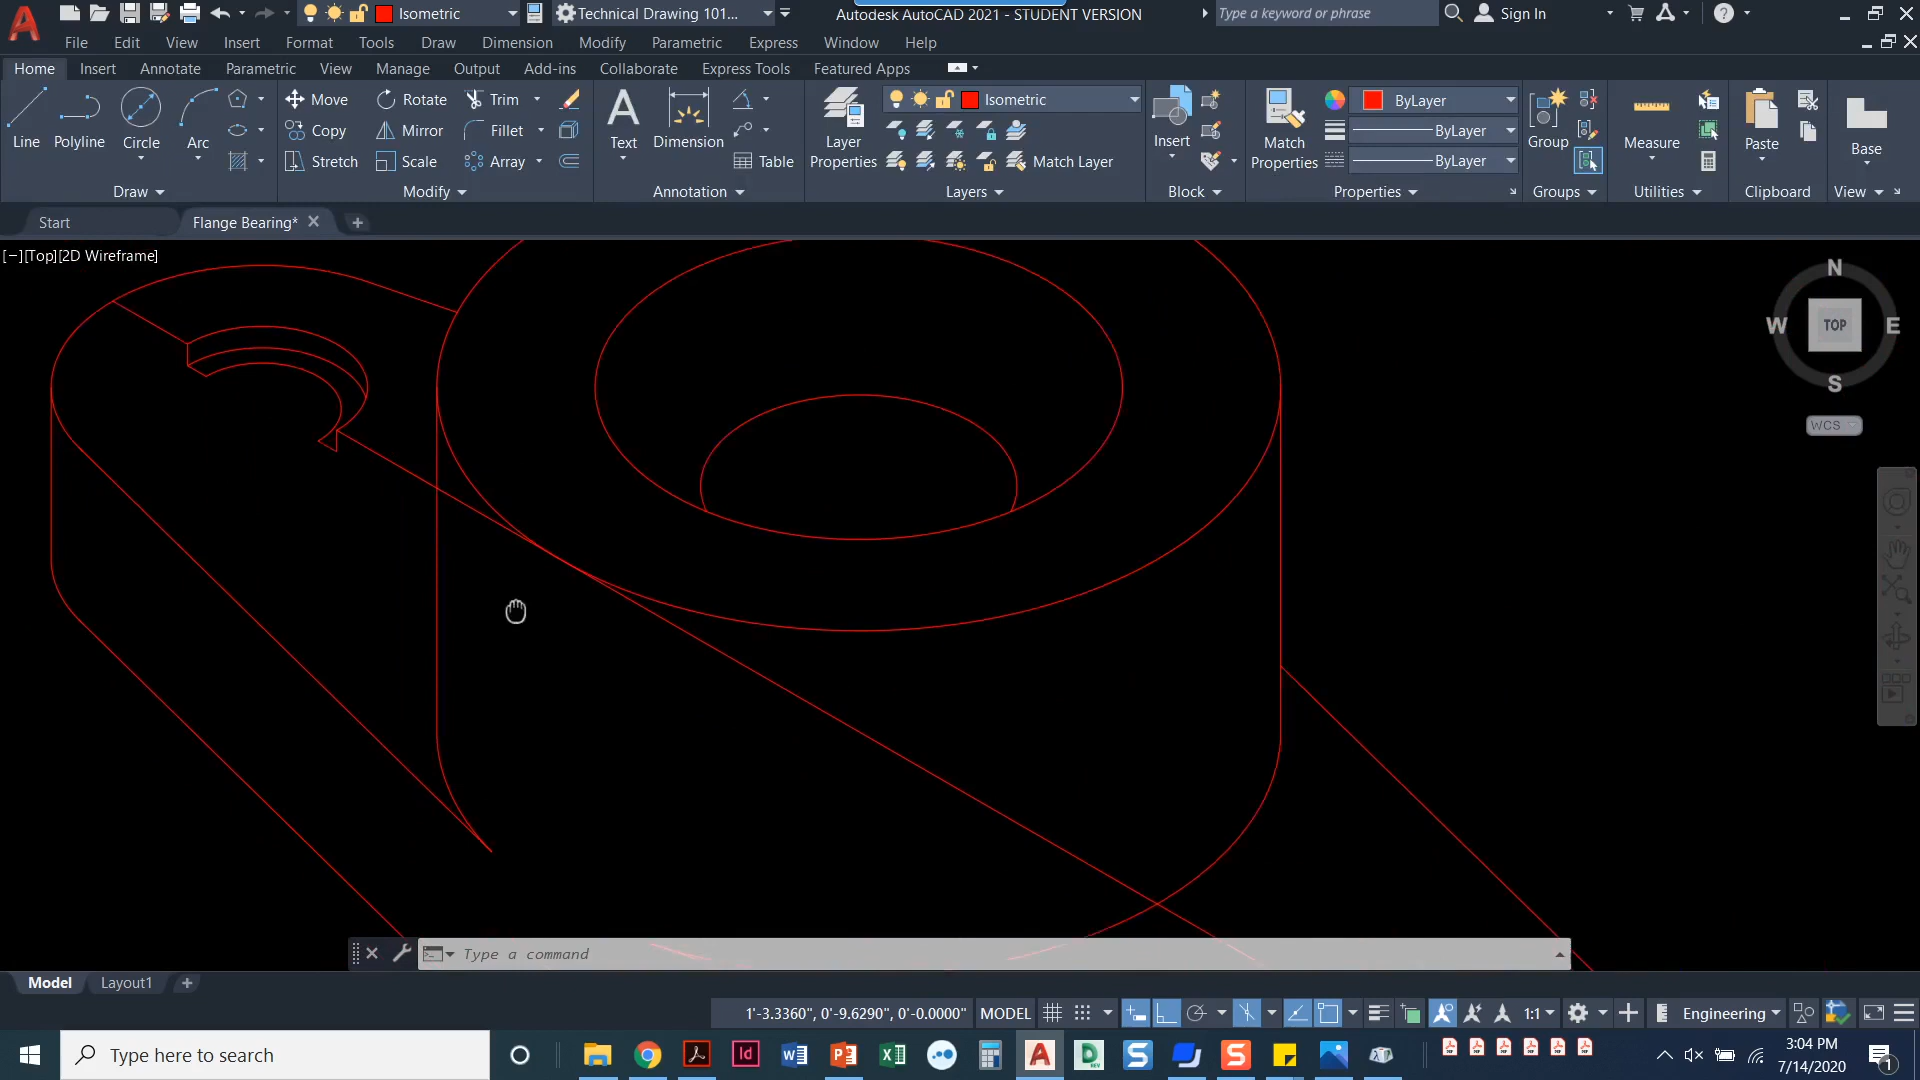 Isometric
Technical Drawing 101...
Autodesk AutoCAD 2021 - STUDENT VERSION
Type a keyword or phrase
Sign In
File Edit View Insert Format Tools Draw Dimension Modify Parametric Express Window Help
Home Insert Annotate Parametric View Manage Output Add-ins Collaborate Express Tools Featured Apps
Move Rotate Trim Isometric ByLayer
Copy Mirror Fillet ByLayer
Line Polyline Circle Arc Text Dimension Insert Match Group Measure Paste Base
Stretch Scale Array Table Layer Properties Match Layer Properties ByLayer
Draw Modify Annotation Layers Block Properties Groups Utilities Clipboard View
Start Flange Bearing*
[−][Top][2D Wireframe]
N
W TOP E
S
WCS
Type a command
Model Layout1
1'-3.3360", 0'-9.6290", 0'-0.0000" MODEL 1:1 Engineering
Type here to search
3:04 PM
7/14/2020
1